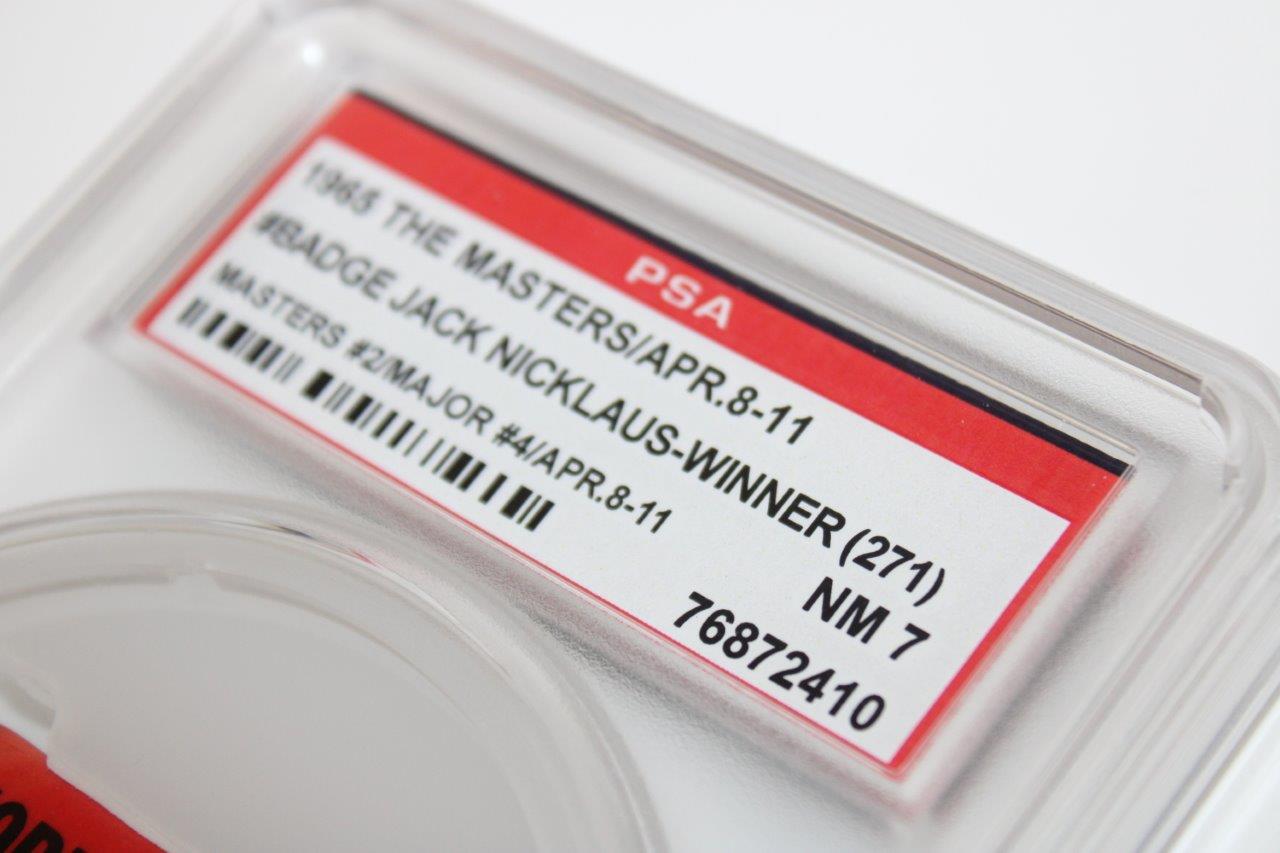 PSA
1965 THE MASTERS/APR.8-11
#BADGE JACK NICKLAUS-WINNER (271)
MASTERS #2/MAJOR #4/APR.8-11
NM 7
76872410